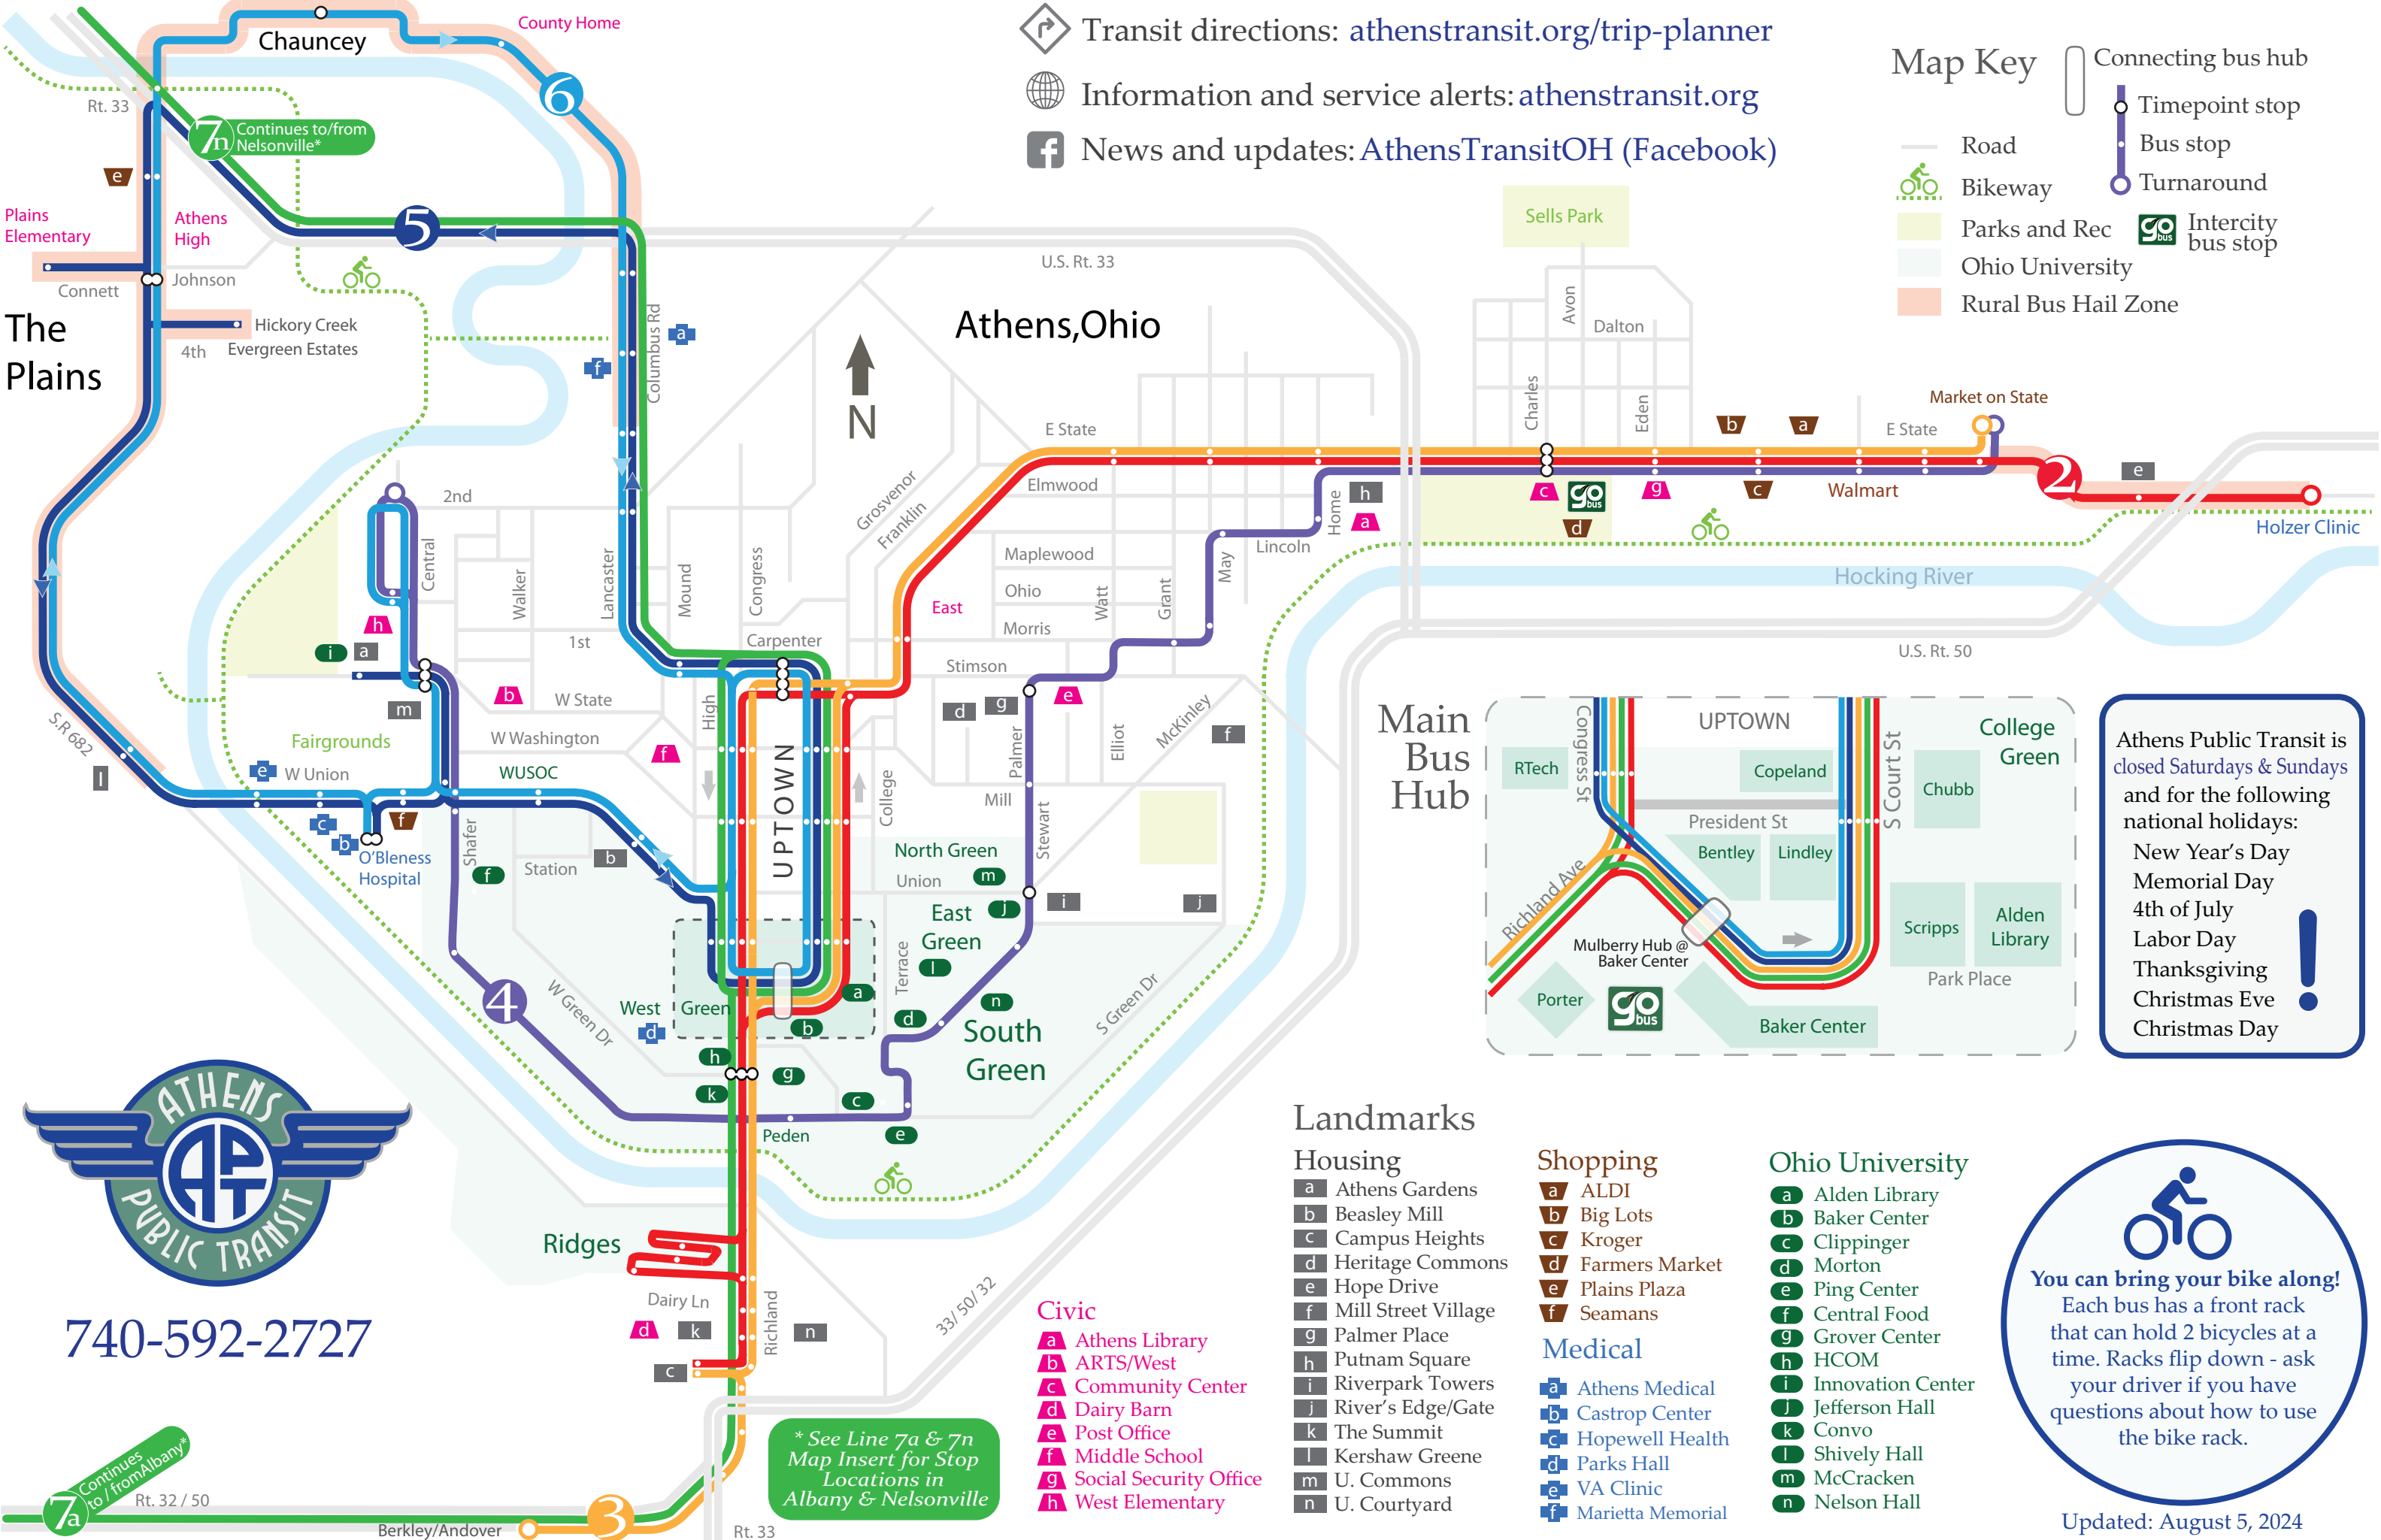 Transit directions: athenstransit.org/trip-planner
Information and service alerts: athenstransit.org
News and updates: AthensTransitOH (Facebook)
Map Key
Connecting bus hub
Timepoint stop
Bus stop
Turnaround
Road
Bikeway
Parks and Rec
Ohio University
Rural Bus Hail Zone
go bus
Intercity
bus stop
Chauncey
County Home
6
Rt. 33
7n
Continues to/from
Nelsonville*
e
Plains
Elementary
Athens
High
5
Connett
Johnson
The
Plains
4th
Hickory Creek
Evergreen Estates
Columbus Rd
a
f
U.S. Rt. 33
Athens,Ohio
N
Sells Park
Avon
Dalton
Charles
Eden
b
a
Market on State
E State
E State
2
e
Holzer Clinic
Elmwood
Home
h
a
c
go bus
d
g
c
Walmart
Hocking River
U.S. Rt. 50
Grosvenor
Franklin
Maplewood
Ohio
Morris
Watt
Grant
May
Lincoln
East
Stimson
2nd
Central
Walker
Lancaster
Mound
Congress
1st
Carpenter
h
i
a
m
b
W State
High
W Washington
f
UPTOWN
College
d
g
e
Palmer
Elliot
McKinley
f
Mill
Stewart
S.R 682
l
Fairgrounds
e
W Union
WUSOC
c
b
f
O'Bleness
Hospital
Shafer
f
Station
b
North Green
Union
m
East
Green
j
i
j
l
Terrace
n
d
South
Green
S Green Dr
4
W Green Dr
West
Green
d
a
b
h
g
k
c
Peden
e
Ridges
Dairy Ln
d
k
c
Richland
n
33/ 50/ 32
Main
Bus
Hub
UPTOWN
College
Green
Congress St
RTech
Copeland
Chubb
S Court St
President St
Bentley
Lindley
Richland Ave
Mulberry Hub @
Baker Center
Scripps
Alden
Library
Park Place
Porter
go bus
Baker Center
Athens Public Transit is
closed Saturdays & Sundays
and for the following
national holidays:
New Year's Day
Memorial Day
4th of July
Labor Day
Thanksgiving
Christmas Eve
Christmas Day
!
ATHENS
APT
PUBLIC TRANSIT
740-592-2727
7a
Continues
to / fromAlbany*
Rt. 32 / 50
Berkley/Andover
3
Rt. 33
* See Line 7a & 7n
Map Insert for Stop
Locations in
Albany & Nelsonville
Landmarks
Civic
a Athens Library
b ARTS/West
c Community Center
d Dairy Barn
e Post Office
f Middle School
g Social Security Office
h West Elementary
Housing
a Athens Gardens
b Beasley Mill
c Campus Heights
d Heritage Commons
e Hope Drive
f Mill Street Village
g Palmer Place
h Putnam Square
i Riverpark Towers
j River's Edge/Gate
k The Summit
l Kershaw Greene
m U. Commons
n U. Courtyard
Shopping
a ALDI
b Big Lots
c Kroger
d Farmers Market
e Plains Plaza
f Seamans
Medical
a Athens Medical
b Castrop Center
c Hopewell Health
d Parks Hall
e VA Clinic
f Marietta Memorial
Ohio University
a Alden Library
b Baker Center
c Clippinger
d Morton
e Ping Center
f Central Food
g Grover Center
h HCOM
i Innovation Center
j Jefferson Hall
k Convo
l Shively Hall
m McCracken
n Nelson Hall
You can bring your bike along!
Each bus has a front rack
that can hold 2 bicycles at a
time. Racks flip down - ask
your driver if you have
questions about how to use
the bike rack.
Updated: August 5, 2024